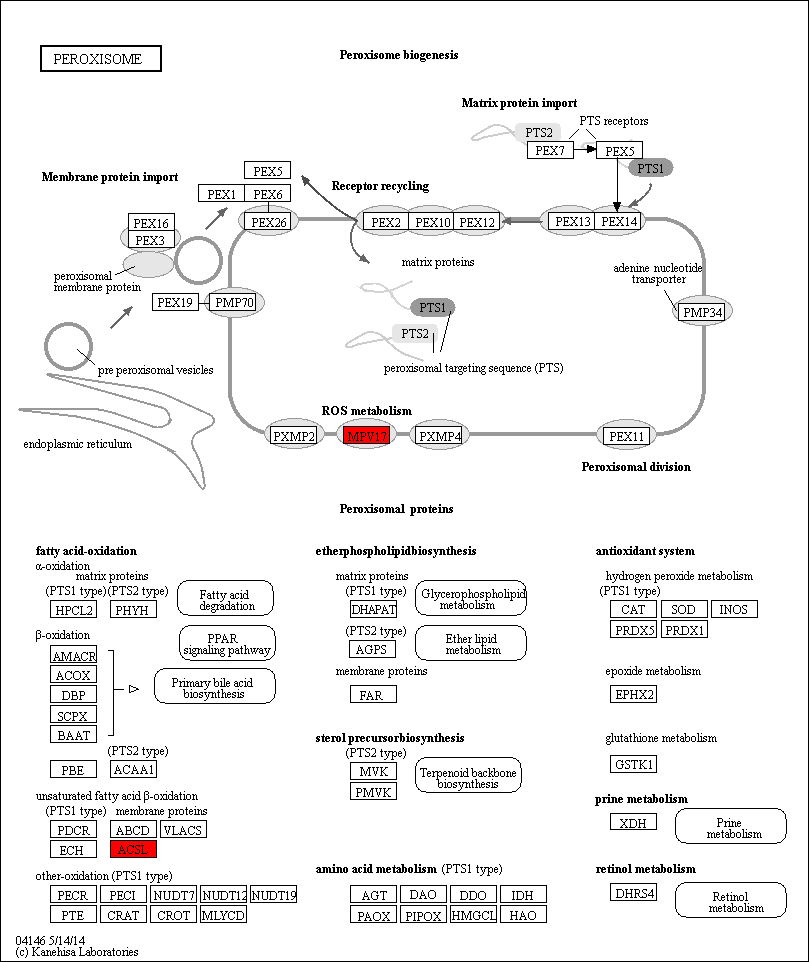 PEROXISOME
Peroxisome biogenesis
Matrix protein import
PTS2
PTS receptors
PEX7
PEX5
PTS1
Membrane protein import
PEX5
PEX1
PEX6
Receptor recycling
PEX16
PEX3
PEX26
PEX2
PEX10
PEX12
PEX13
PEX14
matrix proteins
adenine nucleotide
transporter
peroxisomal
membrane protein
PEX19
PMP70
PTS1
PMP34
PTS2
pre peroxisomal vesicles
peroxisomal targeting sequence (PTS)
ROS metabolism
endoplasmic reticulum
PXMP2
MPV17
PXMP4
PEX11
Peroxisomal division
Peroxisomal proteins
fatty acid-oxidation
α-oxidation
matrix proteins
(PTS1 type)
(PTS2 type)
HPCL2
PHYH
Fatty acid
degradation
β-oxidation
PPAR
signaling pathway
AMACR
ACOX
DBP
SCPX
BAAT
Primary bile acid
biosynthesis
(PTS2 type)
PBE
ACAA1
unsaturated fatty acid β-oxidation
(PTS1 type)
membrane proteins
PDCR
ABCD
VLACS
ECH
ACSL
other-oxidation (PTS1 type)
PECR
PECI
NUDT7
NUDT12
NUDT19
PTE
CRAT
CROT
MLYCD
etherphospholipidbiosynthesis
matrix proteins
(PTS1 type)
DHAPAT
Glycerophospholipid
metabolism
(PTS2 type)
AGPS
Ether lipid
metabolism
membrane proteins
FAR
sterol precursorbiosynthesis
(PTS2 type)
MVK
PMVK
Terpenoid backbone
biosynthesis
amino acid metabolism (PTS1 type)
AGT
DAO
DDO
IDH
PAOX
PIPOX
HMGCL
HAO
antioxidant system
hydrogen peroxide metabolism
(PTS1 type)
CAT
SOD
INOS
PRDX5
PRDX1
epoxide metabolism
EPHX2
glutathione metabolism
GSTK1
prine metabolism
XDH
Prine
metabolism
retinol metabolism
DHRS4
Retinol
metabolism
04146 5/14/14
(c) Kanehisa Laboratories